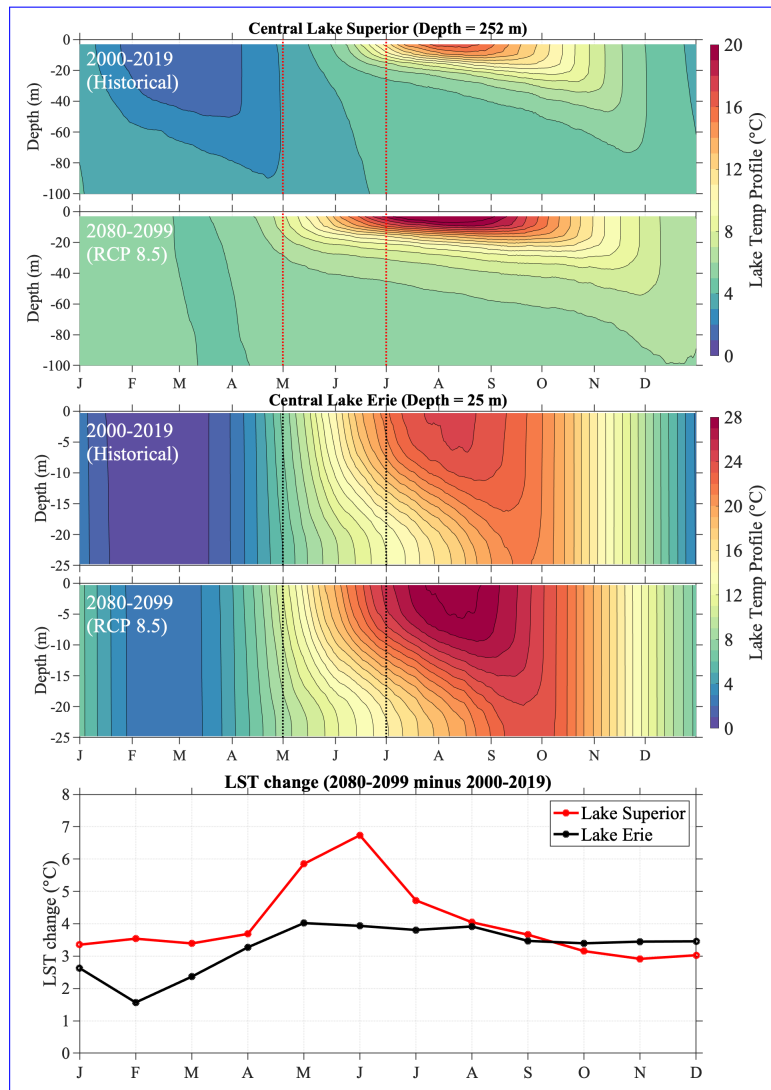 Central Lake Superior (Depth = 252 m)
0
-20
-40
-60
-80
-100
Depth (m)
2000-2019
(Historical)
0
-20
-40
-60
-80
-100
Depth (m)
2080-2099
(RCP 8.5)
J F M A M J J A S O N D
20
16
12
8
4
0
Lake Temp Profile (°C)
Central Lake Erie (Depth = 25 m)
0
-5
-10
-15
-20
-25
Depth (m)
2000-2019
(Historical)
0
-5
-10
-15
-20
-25
Depth (m)
2080-2099
(RCP 8.5)
J F M A M J J A S O N D
28
24
20
16
12
8
4
0
Lake Temp Profile (°C)
LST change (2080-2099 minus 2000-2019)
8
7
6
5
4
3
2
1
0
LST change (°C)
Lake Superior
Lake Erie
J F M A M J J A S O N D